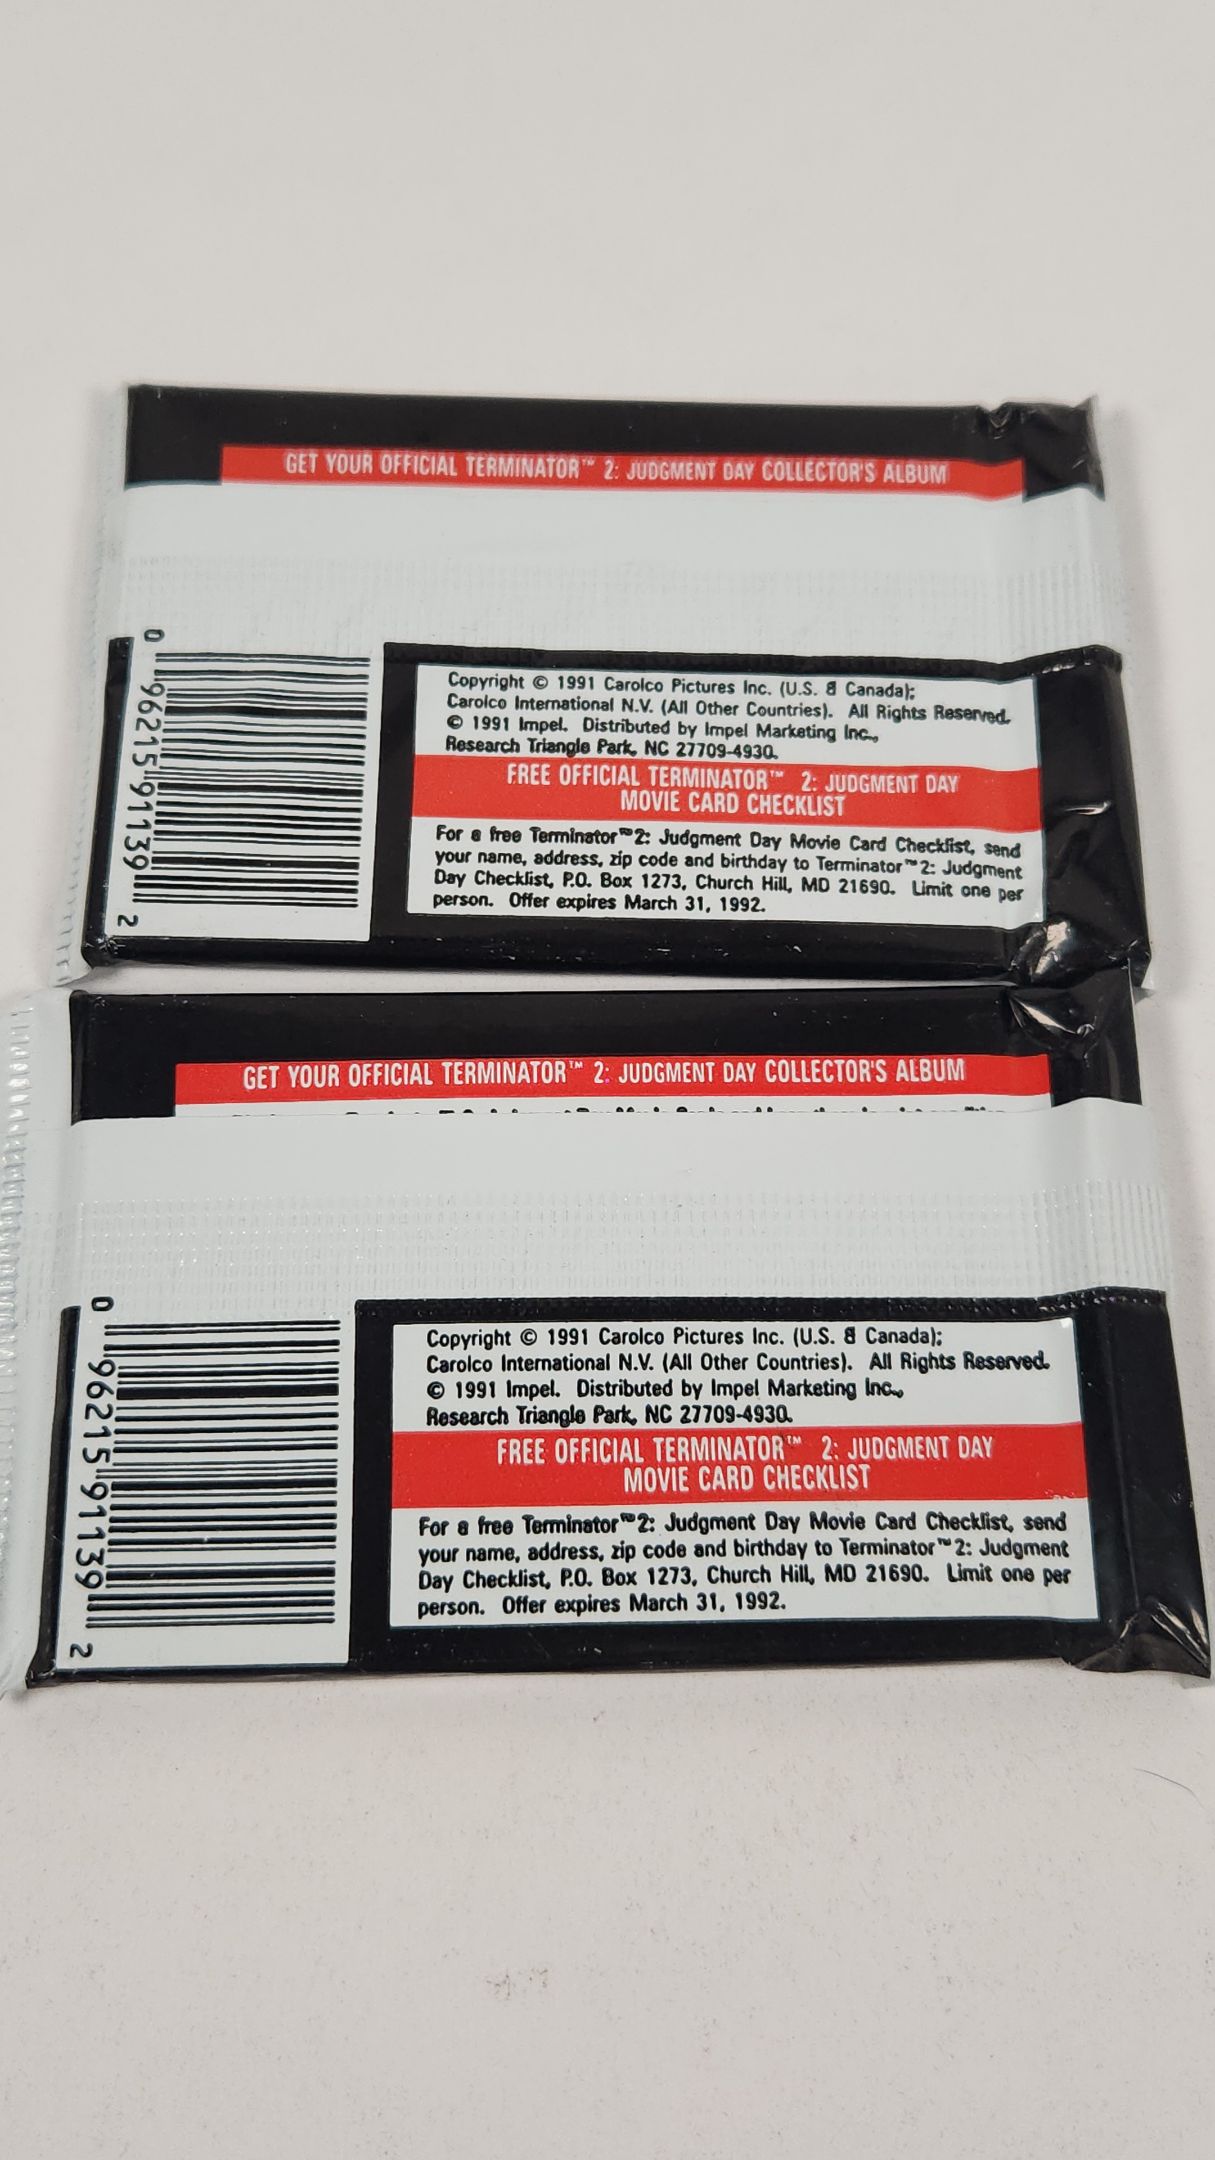 GET YOUR OFFICIAL TERMINATOR™ 2: JUDGMENT DAY COLLECTOR'S ALBUM
0 96215 91139 2
Copyright © 1991 Carolco Pictures Inc. (U.S. & Canada);
Carolco International N.V. (All Other Countries). All Rights Reserved.
© 1991 Impel. Distributed by Impel Marketing Inc.,
Research Triangle Park, NC 27709-4930.
FREE OFFICIAL TERMINATOR™ 2: JUDGMENT DAY
MOVIE CARD CHECKLIST
For a free Terminator™ 2: Judgment Day Movie Card Checklist, send
your name, address, zip code and birthday to Terminator™ 2: Judgment
Day Checklist, P.O. Box 1273, Church Hill, MD 21690. Limit one per
person. Offer expires March 31, 1992.
GET YOUR OFFICIAL TERMINATOR™ 2: JUDGMENT DAY COLLECTOR'S ALBUM
0 96215 91139 2
Copyright © 1991 Carolco Pictures Inc. (U.S. & Canada);
Carolco International N.V. (All Other Countries). All Rights Reserved.
© 1991 Impel. Distributed by Impel Marketing Inc.,
Research Triangle Park, NC 27709-4930.
FREE OFFICIAL TERMINATOR™ 2: JUDGMENT DAY
MOVIE CARD CHECKLIST
For a free Terminator™ 2: Judgment Day Movie Card Checklist, send
your name, address, zip code and birthday to Terminator™ 2: Judgment
Day Checklist, P.O. Box 1273, Church Hill, MD 21690. Limit one per
person. Offer expires March 31, 1992.